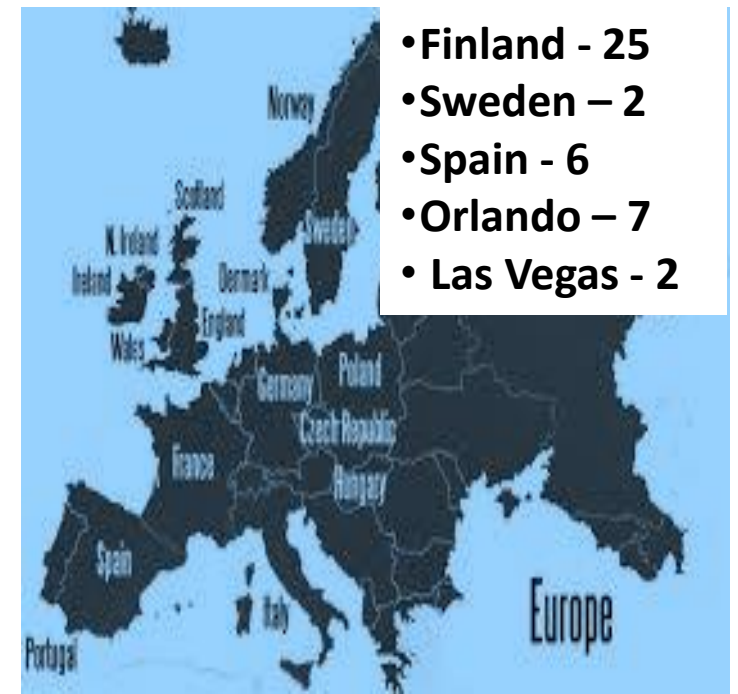 •Finland - 25
•Sweden – 2
•Spain - 6
•Orlando – 7
• Las Vegas - 2
Norway
Scotland
Sweden
N. Ireland
Ireland
Denmark
England
Wales
Germany
Poland
Czech Republic
France
Hungary
Spain
Italy
Europe
Portugal